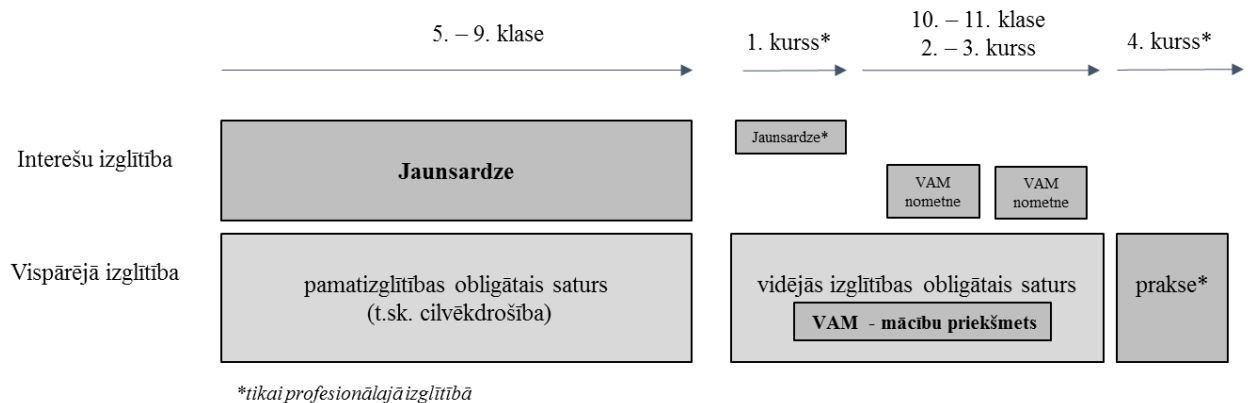 5. – 9. klase
1. kurss*
10. – 11. klase
2. – 3. kurss
4. kurss*
Interešu izglītība
Jaunsardze
Jaunsardze*
VAM
nometne
VAM
nometne
Vispārējā izglītība
pamatizglītības obligātais saturs
(t.sk. cilvēkdrošība)
vidējās izglītības obligātais saturs
VAM - mācību priekšmets
prakse*
*tikai profesionālajā izglītībā